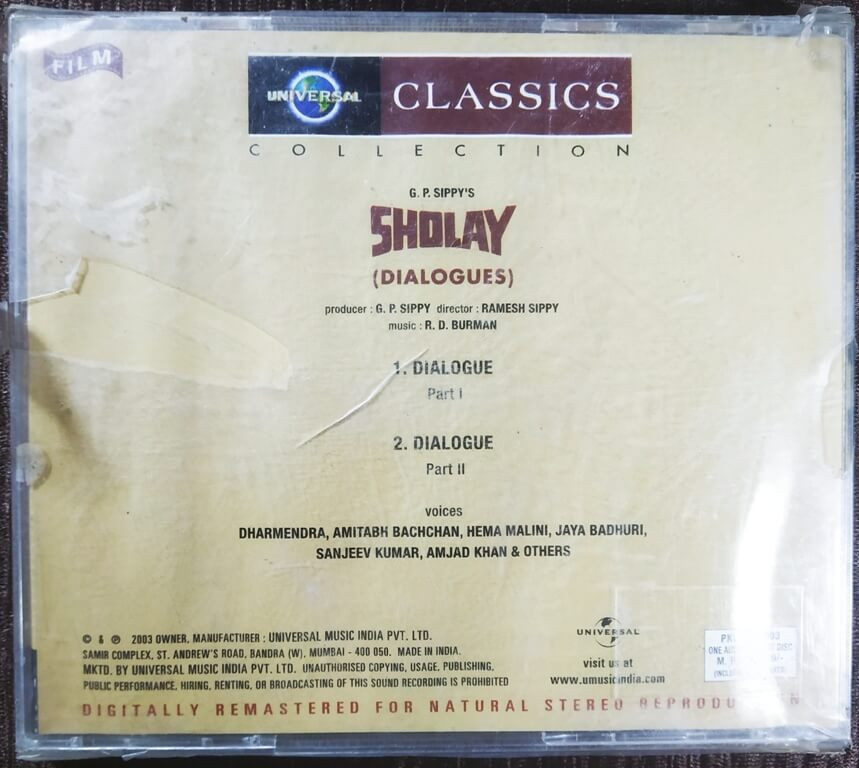 FILM
UNIVERSAL CLASSICS
COLLECTION
G. P. SIPPY'S
SHOLAY
(DIALOGUES)
producer : G. P. SIPPY director : RAMESH SIPPY
music : R. D. BURMAN
1. DIALOGUE
Part I
2. DIALOGUE
Part II
voices
DHARMENDRA, AMITABH BACHCHAN, HEMA MALINI, JAYA BADHURI,
SANJEEV KUMAR, AMJAD KHAN & OTHERS
© & ℗ 2003 OWNER, MANUFACTURER : UNIVERSAL MUSIC INDIA PVT. LTD.
SAMIR COMPLEX, ST. ANDREW'S ROAD, BANDRA (W). MUMBAI - 400 050. MADE IN INDIA.
MKTD. BY UNIVERSAL MUSIC INDIA PVT. LTD. UNAUTHORISED COPYING, USAGE, PUBLISHING,
PUBLIC PERFORMANCE, HIRING, RENTING, OR BROADCASTING OF THIS SOUND RECORDING IS PROHIBITED
UNIVERSAL
visit us at
www.umusicindia.com
ONE DISC
DIGITALLY REMASTERED FOR NATURAL STEREO REPRODUCTION